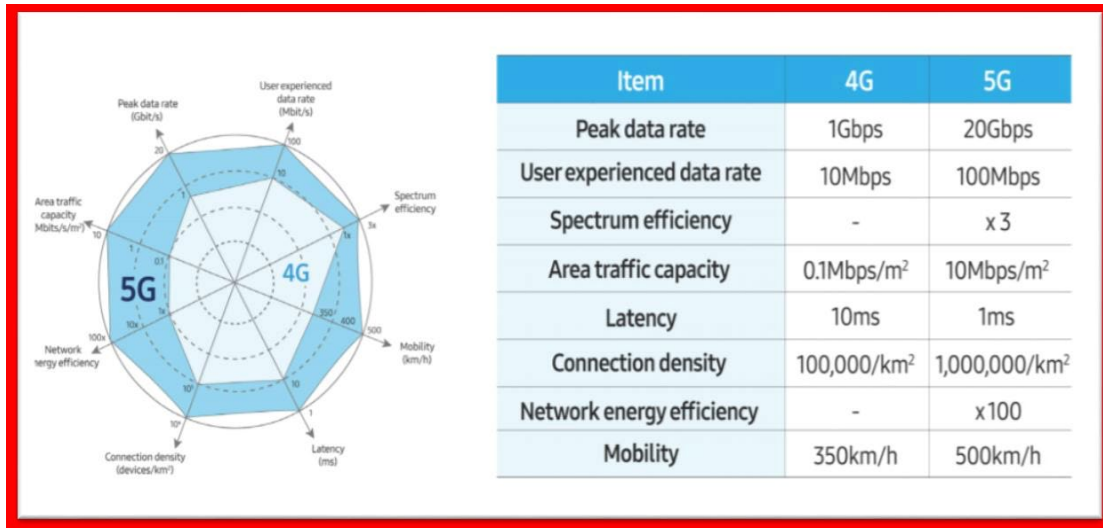 User experienced
data rate
(Mbit/s)
Peak data rate
(Gbit/s)
100
20
10
1
Spectrum
efficiency
3x
1x
Area traffic
capacity
Mbits/s/m²)
10
1
0.1
5G
4G
1x
10x
100x
Network
nergy efficiency
350
400
500
Mobility
(km/h)
10
1
Latency
(ms)
Connection density
(devices/km²)
Item 4G 5G
Peak data rate 1Gbps 20Gbps
User experienced data rate 10Mbps 100Mbps
Spectrum efficiency - x 3
Area traffic capacity 0.1Mbps/m² 10Mbps/m²
Latency 10ms 1ms
Connection density 100,000/km² 1,000,000/km²
Network energy efficiency - x100
Mobility 350km/h 500km/h